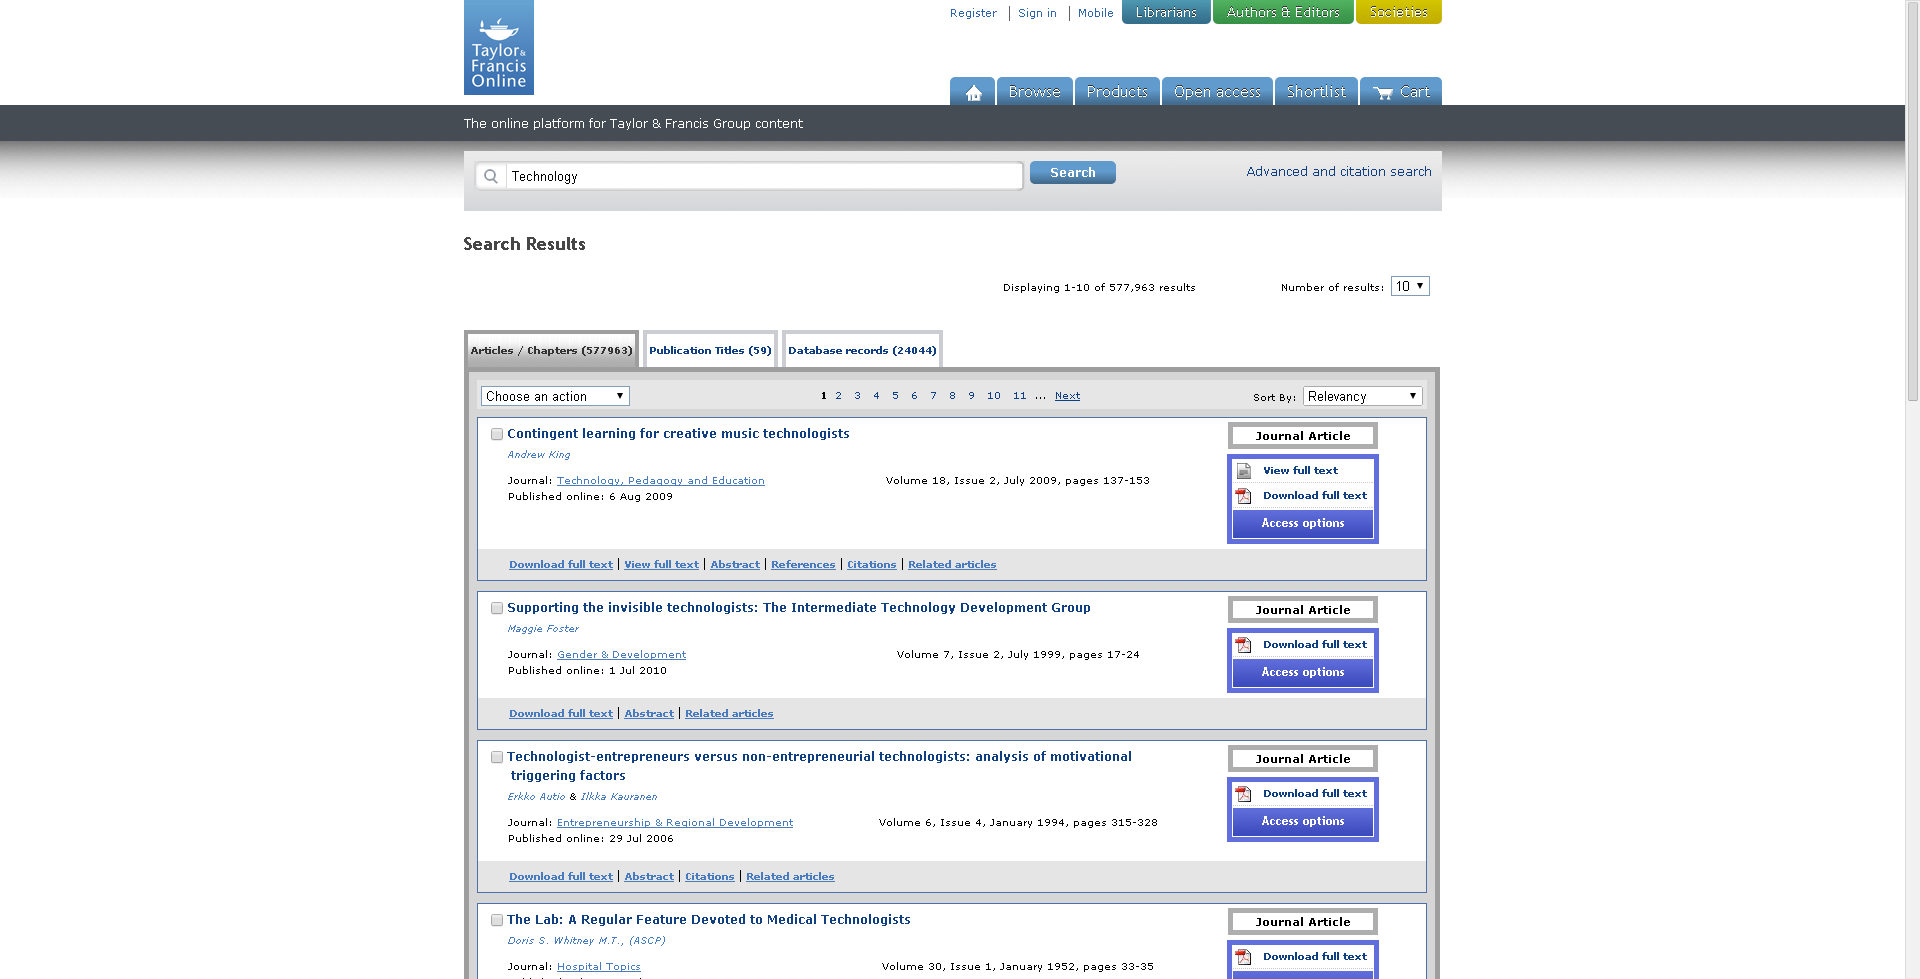 Register | Sign in | Mobile Librarians Authors & Editors Societies
Taylor &
Francis
Online
Browse Products Open access Shortlist Cart
The online platform for Taylor & Francis Group content
Technology Search Advanced and citation search
Search Results
Displaying 1-10 of 577,963 results Number of results: 10
Articles / Chapters (577963) Publication Titles (59) Database records (24044)
Choose an action 1 2 3 4 5 6 7 8 9 10 11 ... Next Sort By: Relevancy
Contingent learning for creative music technologists
Journal Article
Andrew King
View full text
Journal: Technology, Pedagogy and Education Volume 18, Issue 2, July 2009, pages 137-153
Published online: 6 Aug 2009
Download full text
Access options
Download full text | View full text | Abstract | References | Citations | Related articles
Supporting the invisible technologists: The Intermediate Technology Development Group
Journal Article
Maggie Foster
Download full text
Journal: Gender & Development Volume 7, Issue 2, July 1999, pages 17-24
Published online: 1 Jul 2010
Access options
Download full text | Abstract | Related articles
Technologist-entrepreneurs versus non-entrepreneurial technologists: analysis of motivational
triggering factors
Journal Article
Erkko Autio & Ilkka Kauranen
Download full text
Journal: Entrepreneurship & Regional Development Volume 6, Issue 4, January 1994, pages 315-328
Published online: 29 Jul 2006
Access options
Download full text | Abstract | Citations | Related articles
The Lab: A Regular Feature Devoted to Medical Technologists
Journal Article
Doris S. Whitney M.T., (ASCP)
Download full text
Journal: Hospital Topics Volume 30, Issue 1, January 1952, pages 33-35